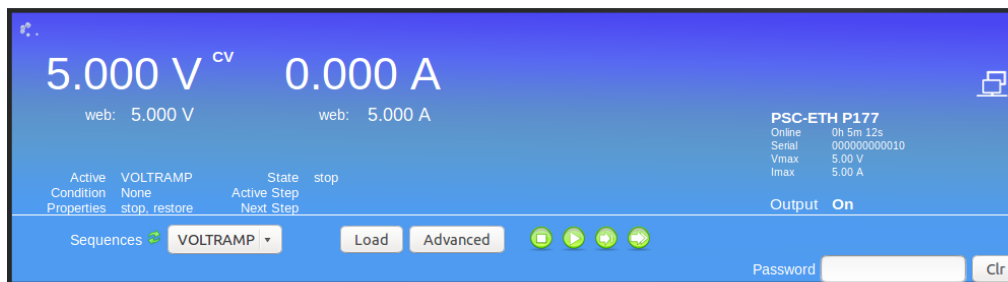 5.000 V CV 0.000 A
web: 5.000 V web: 5.000 A
PSC-ETH P177
Online 0h 5m 12s
Serial 000000000010
Vmax 5.00 V
Imax 5.00 A
Active VOLTRAMP State stop
Condition None Active Step
Properties stop, restore Next Step
Output On
Sequences VOLTRAMP Load Advanced
Password Clr